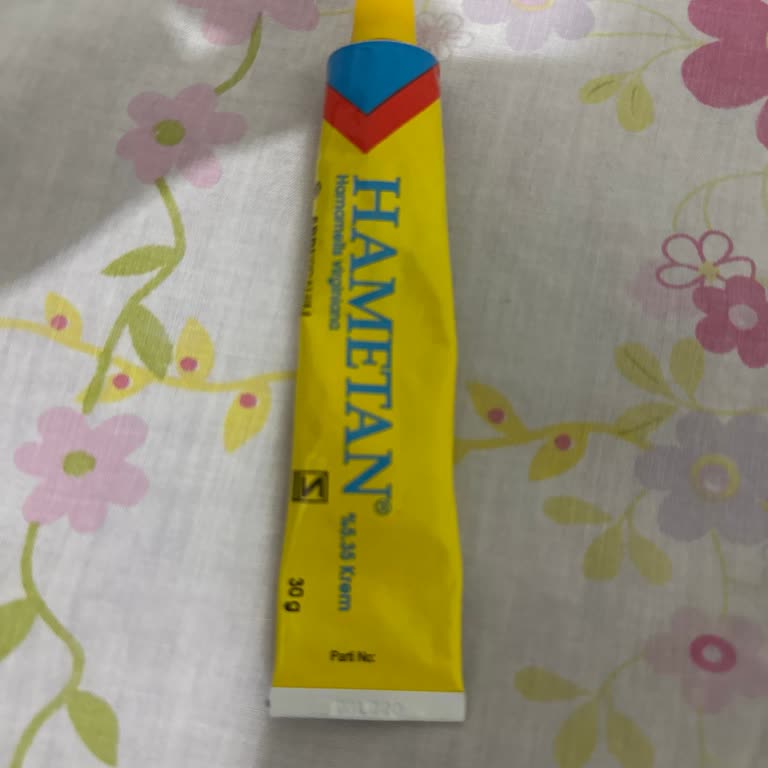 HAMETAN®
%5.35 Krem
Hamamelis virginiana
30 g
Parti No: